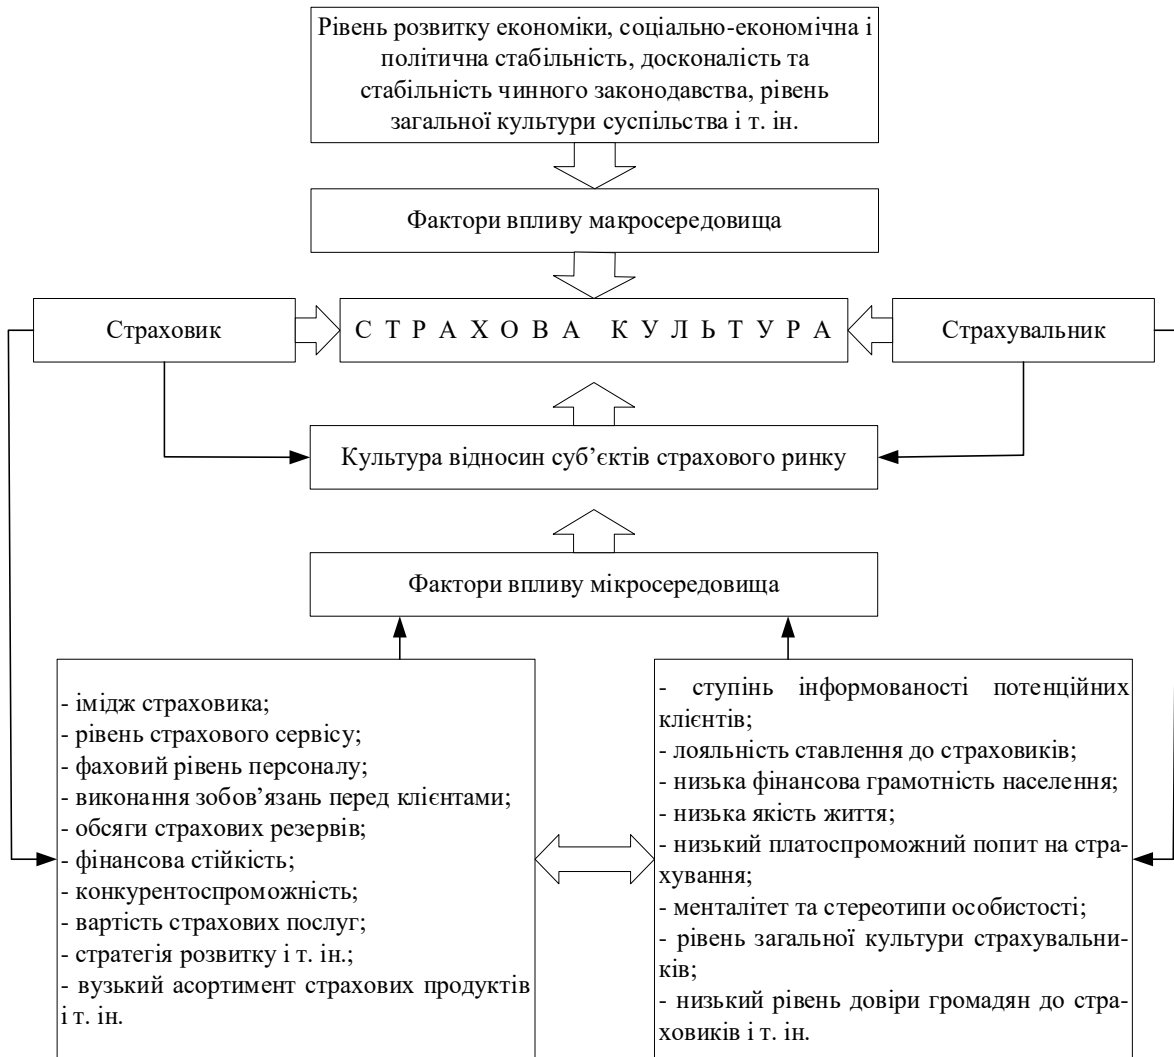 Рівень розвитку економіки, соціально-економічна і
політична стабільність, досконалість та
стабільність чинного законодавства, рівень
загальної культури суспільства і т. ін.
Фактори впливу макросередовища
Страховик
С Т Р А Х О В А К У Л Ь Т У Р А
Страхувальник
Культура відносин суб’єктів страхового ринку
Фактори впливу мікросередовища
- імідж страховика;
- рівень страхового сервісу;
- фаховий рівень персоналу;
- виконання зобов’язань перед клієнтами;
- обсяги страхових резервів;
- фінансова стійкість;
- конкурентоспроможність;
- вартість страхових послуг;
- стратегія розвитку і т. ін.;
- вузький асортимент страхових продуктів
і т. ін.
- ступінь інформованості потенційних
клієнтів;
- лояльність ставлення до страховиків;
- низька фінансова грамотність населення;
- низька якість життя;
- низький платоспроможний попит на стра-
хування;
- менталітет та стереотипи особистості;
- рівень загальної культури страхувальни-
ків;
- низький рівень довіри громадян до стра-
ховиків і т. ін.